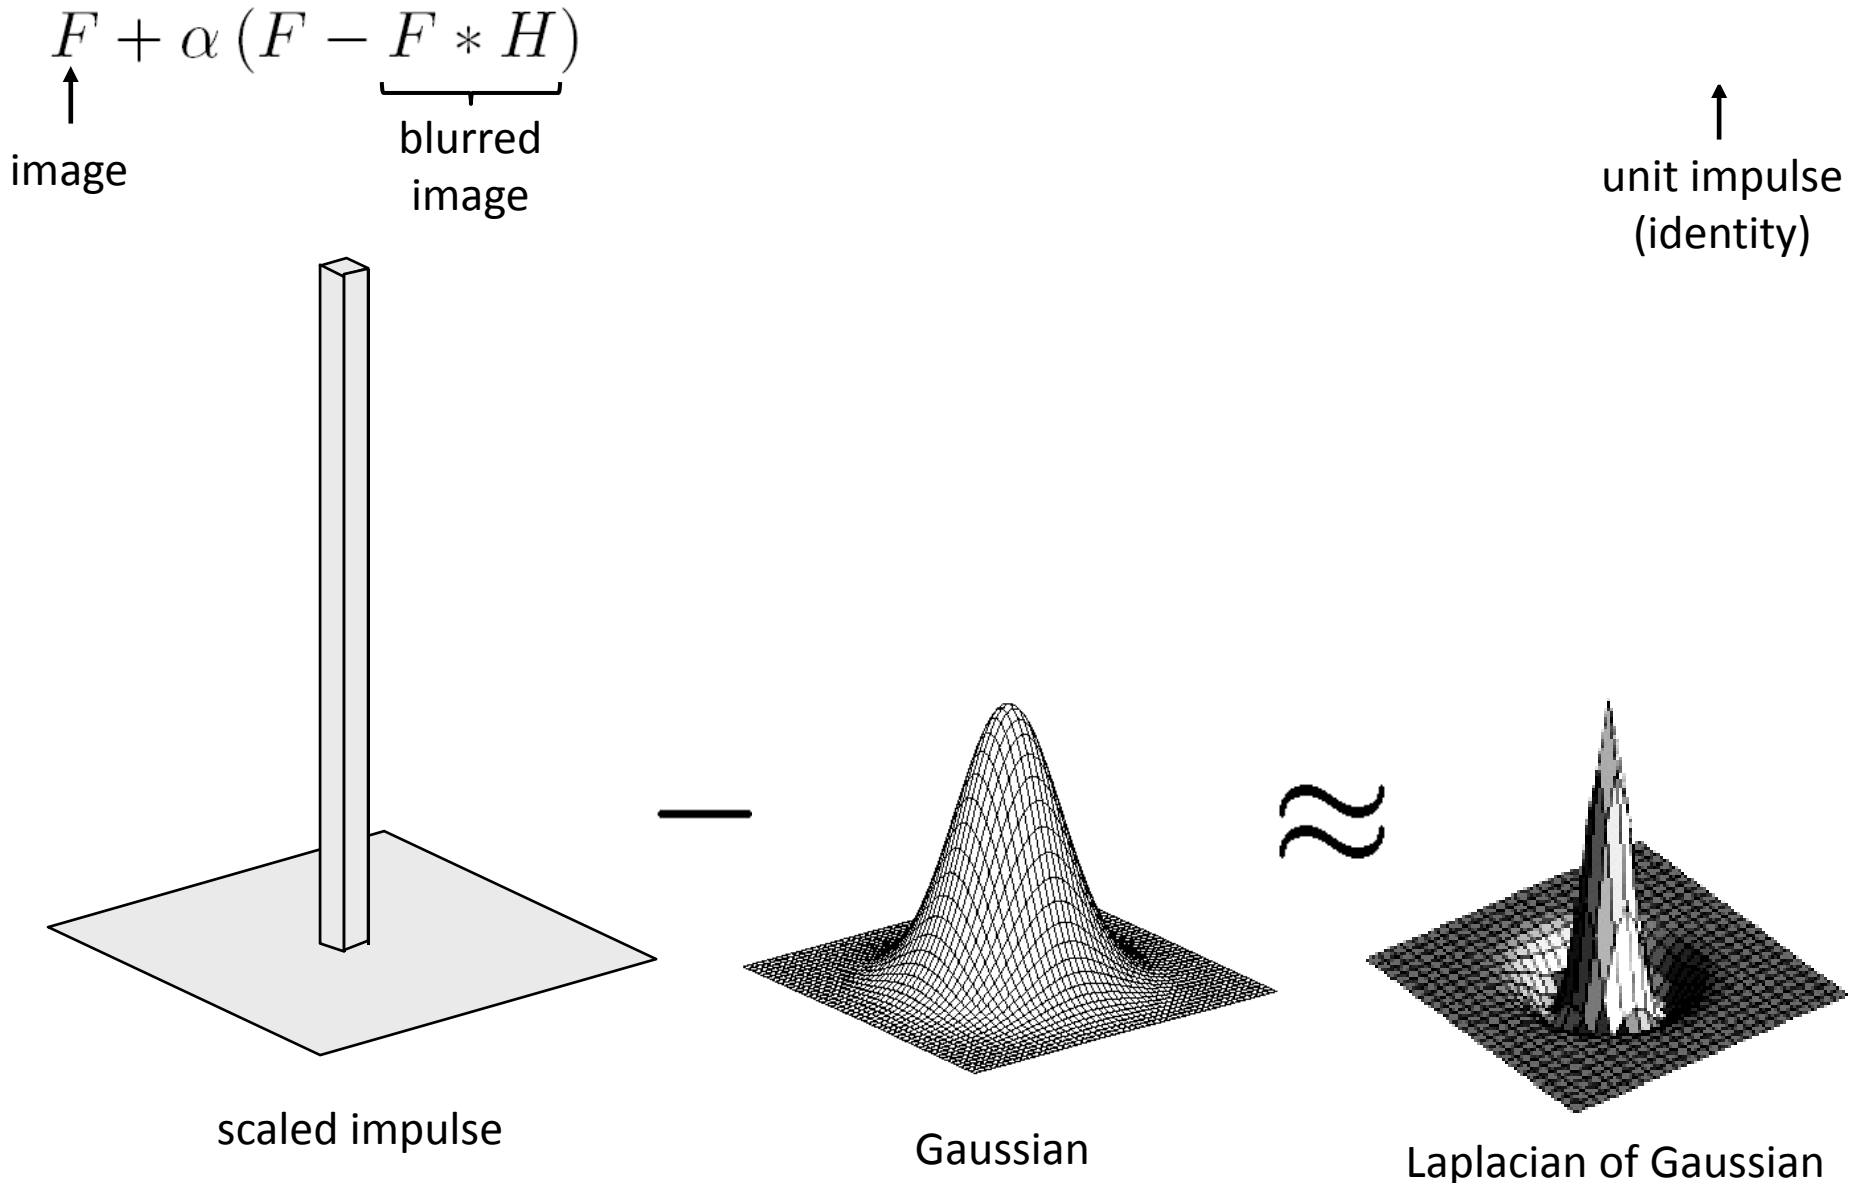 F + α (F − F ∗ H)
image
blurred
image
unit impulse
(identity)
−
≈
scaled impulse
Gaussian
Laplacian of Gaussian